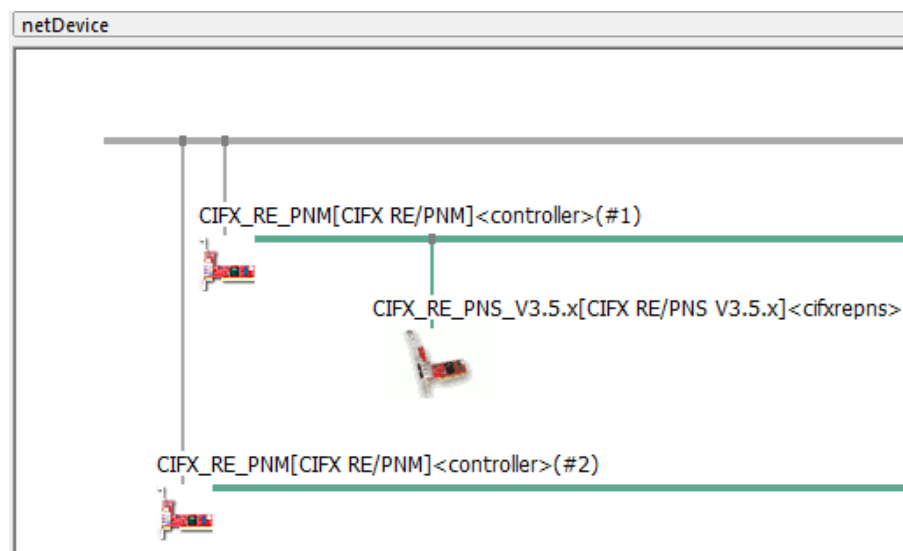 netDevice
CIFX_RE_PNM[CIFX RE/PNM]<controller>(#1)
CIFX_RE_PNS_V3.5.x[CIFX RE/PNS V3.5.x]<cifxrepns>
CIFX_RE_PNM[CIFX RE/PNM]<controller>(#2)